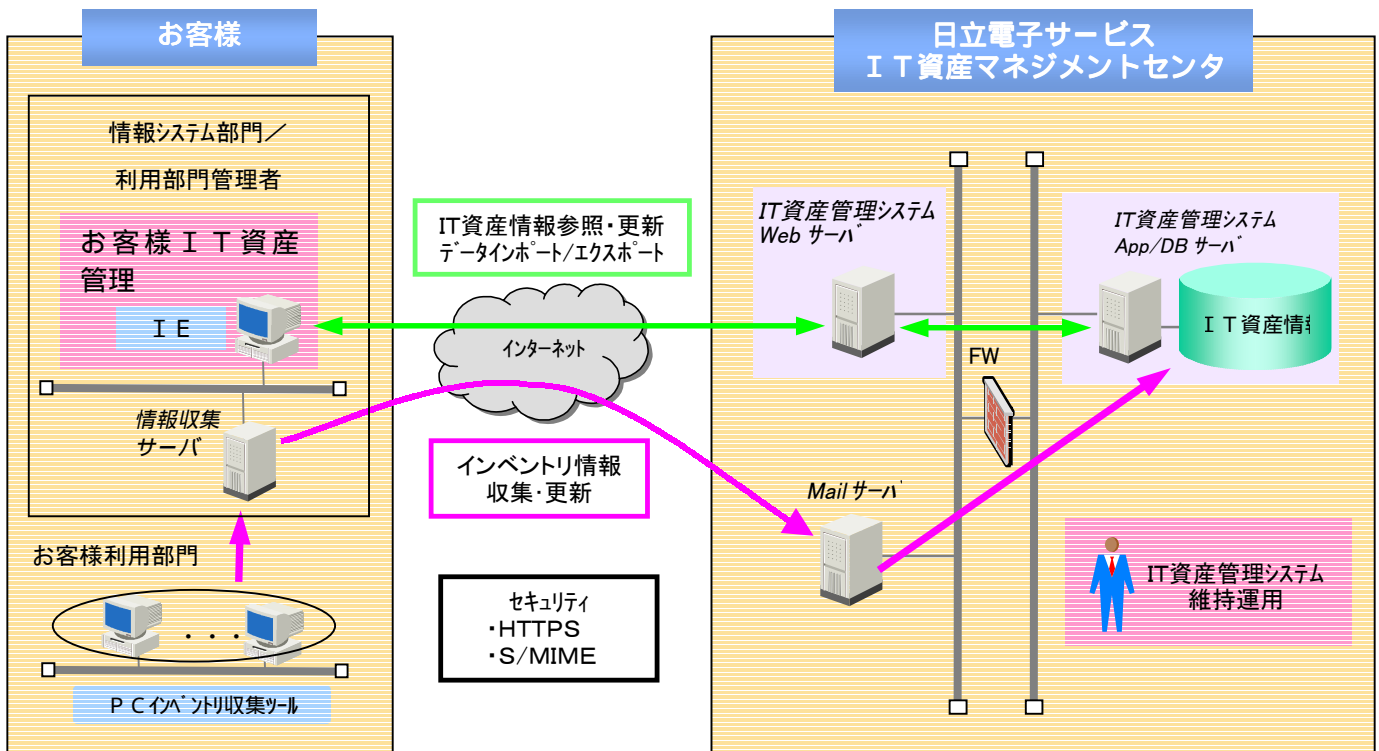 お客様
情報システム部門／
利用部門管理者
お客様ＩＴ資産
管理
ＩＥ
情報収集
サーバ
お客様利用部門
・・・
ＰＣｲﾝﾍﾞﾝﾄﾘ収集ﾂｰﾙ
IT資産情報参照・更新
ﾃﾞｰﾀｲﾝﾎﾟｰﾄ/ｴｸｽﾎﾟｰﾄ
ｲﾝﾀｰﾈｯﾄ
インベントリ情報
収集・更新
ｾｷｭﾘﾃｨ
・HTTPS
・S/MIME
日立電子サービス
ＩＴ資産マネジメントセンタ
IT資産管理ｼｽﾃﾑ
Web ｻｰﾊﾞ
IT資産管理ｼｽﾃﾑ
App/DB ｻｰﾊﾞ
ＩＴ資産情報
FW
Mail ｻｰﾊﾞ
IT資産管理ｼｽﾃﾑ
維持運用